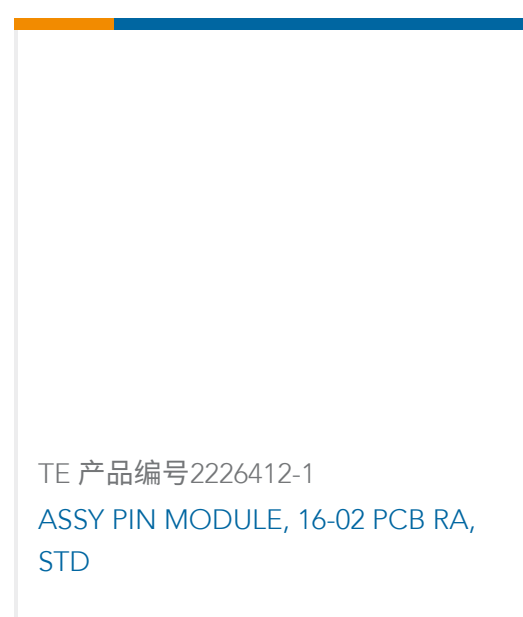 TE 产品编号2226412-1
ASSY PIN MODULE, 16-02 PCB RA,
STD